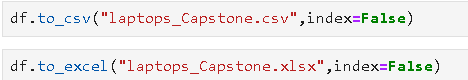 df.to_csv("laptops_Capstone.csv",index=False)
df.to_excel("laptops_Capstone.xlsx",index=False)